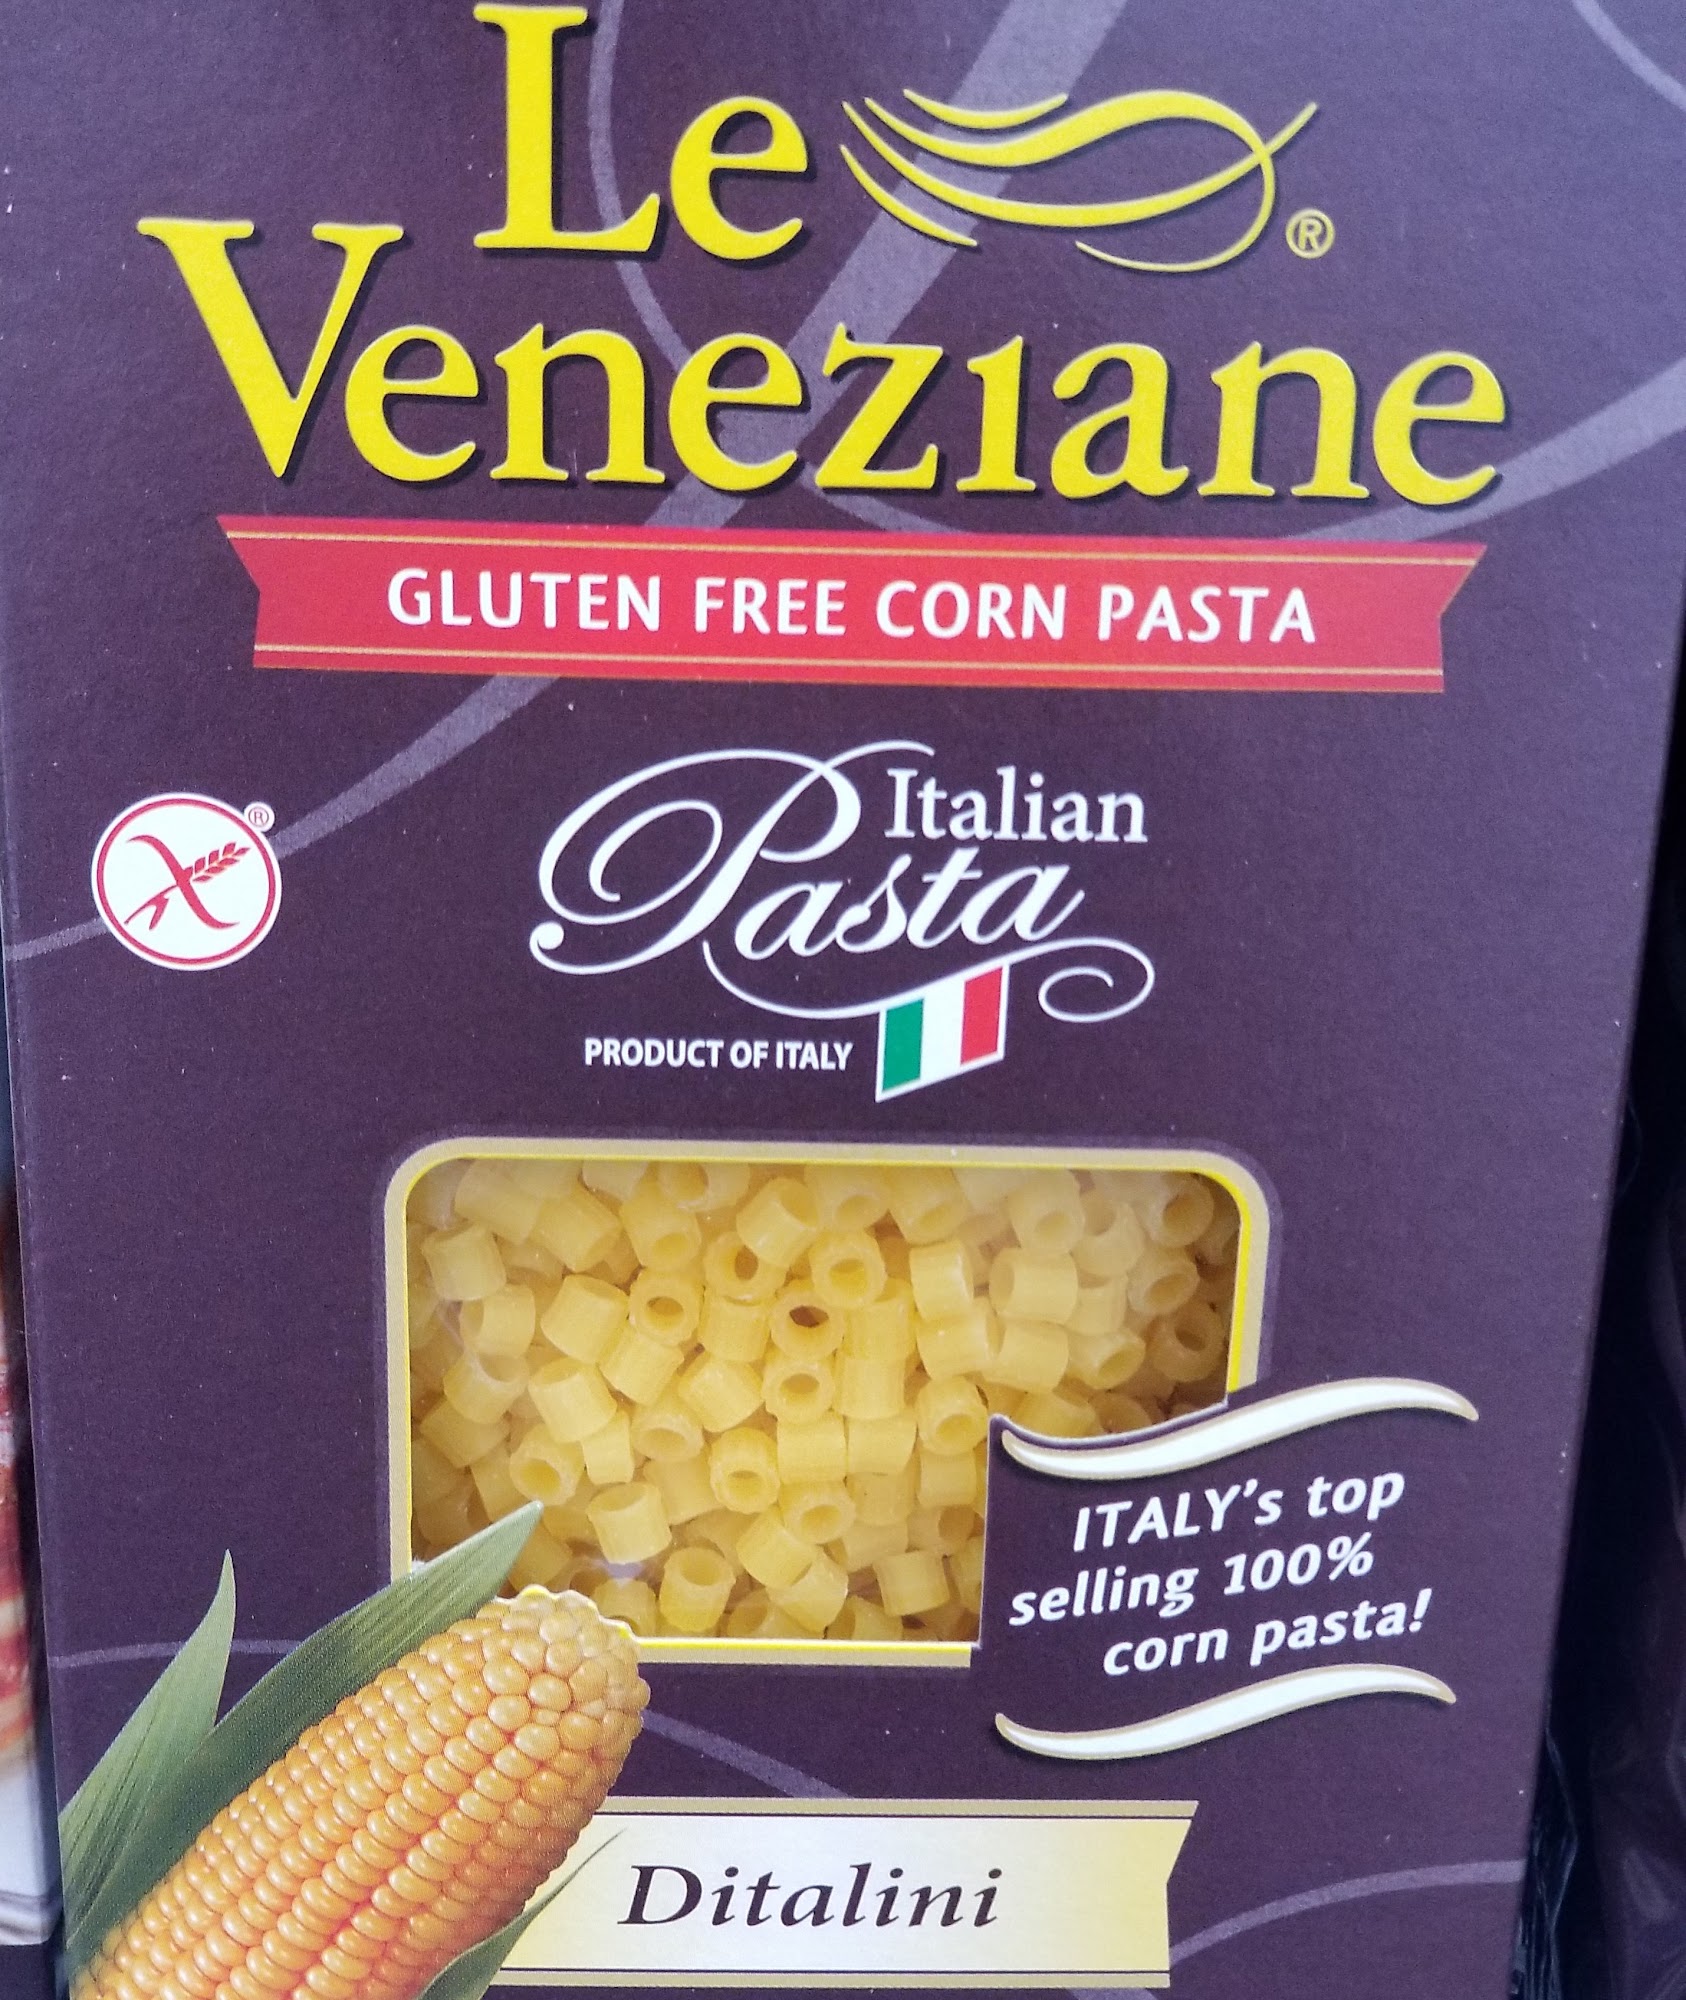 Le
®
Veneziane
GLUTEN FREE CORN PASTA
®
Italian
Pasta
PRODUCT OF ITALY
ITALY's top
selling 100%
corn pasta!
Ditalini